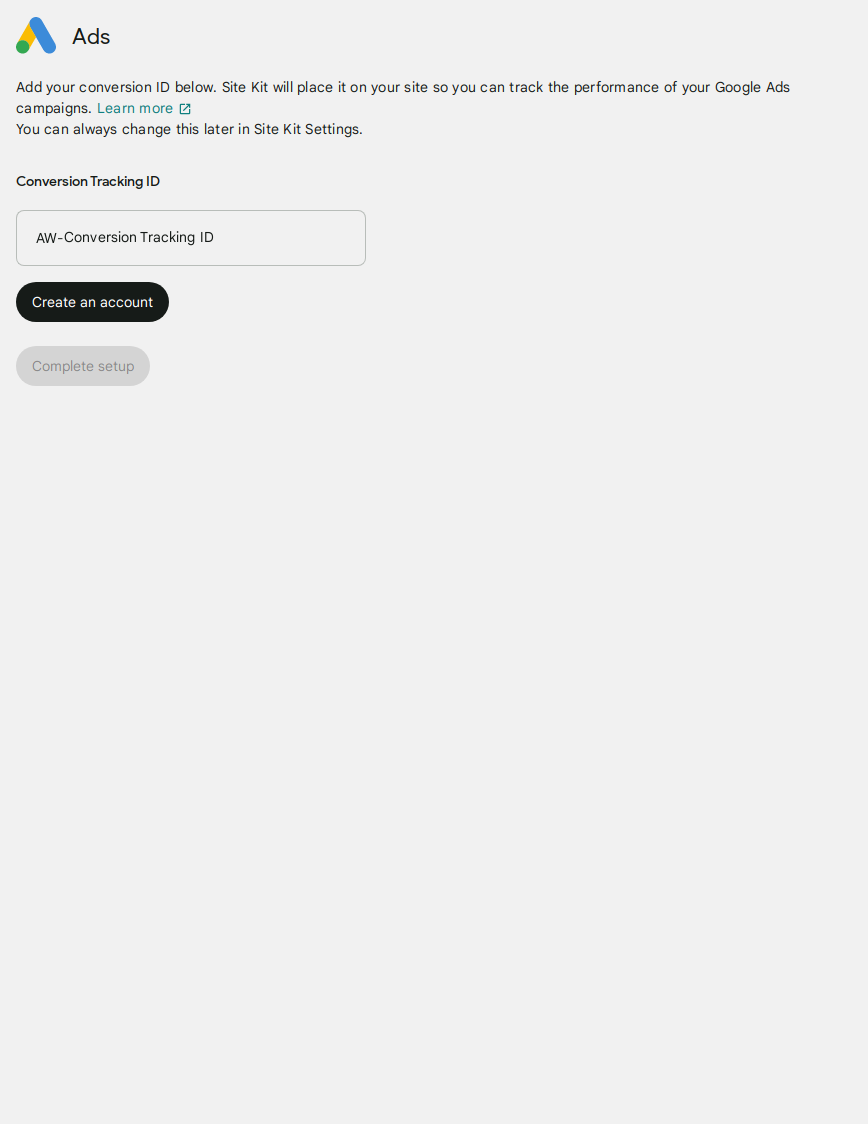 Ads
Add your conversion ID below. Site Kit will place it on your site so you can track the performance of your Google Ads
campaigns. Learn more
You can always change this later in Site Kit Settings.
Conversion Tracking ID
AW-Conversion Tracking ID
Create an account
Complete setup